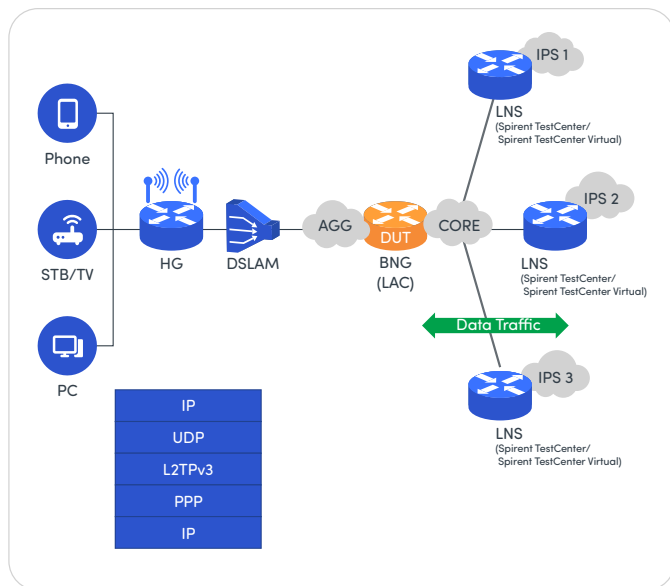 IPS 1
LNS
(Spirent TestCenter/
Spirent TestCenter Virtual)
Phone
STB/TV
HG
DSLAM
AGG
DUT
BNG
(LAC)
CORE
IPS 2
LNS
(Spirent TestCenter/
Spirent TestCenter Virtual)
Data Traffic
PC
IPS 3
LNS
(Spirent TestCenter/
Spirent TestCenter Virtual)
IP
UDP
L2TPv3
PPP
IP